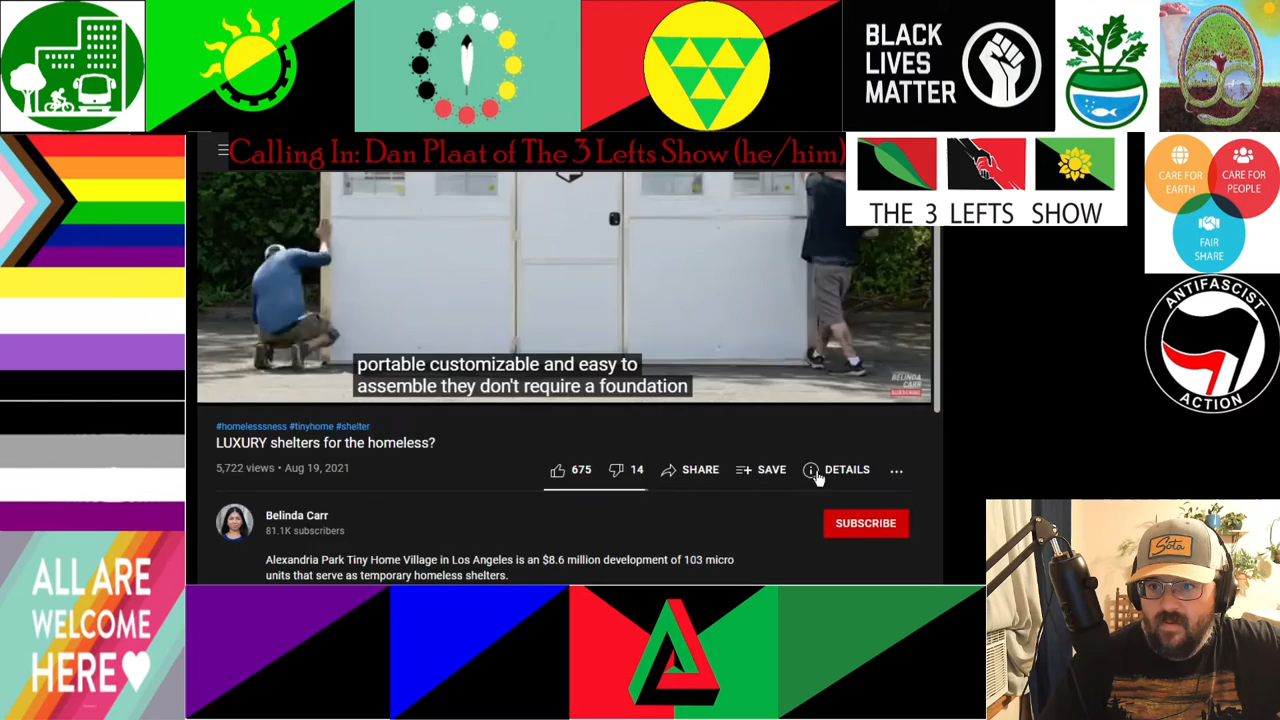 BLACK
LIVES
MATTER
Calling In: Dan Plaat of The 3 Lefts Show (he/him)
THE 3 LEFTS SHOW
CARE FOR
EARTH
CARE FOR
PEOPLE
FAIR
SHARE
ANTIFASCIST
ACTION
portable customizable and easy to
assemble they don't require a foundation
BELINDA
CARR
SUBSCRIBE
#homelesssness #tinyhome #shelter
LUXURY shelters for the homeless?
5,722 views • Aug 19, 2021
675
14
SHARE
SAVE
DETAILS
Belinda Carr
81.1K subscribers
SUBSCRIBE
Alexandria Park Tiny Home Village in Los Angeles is an $8.6 million development of 103 micro
units that serve as temporary homeless shelters.
ALL ARE
WELCOME
HERE
Sota